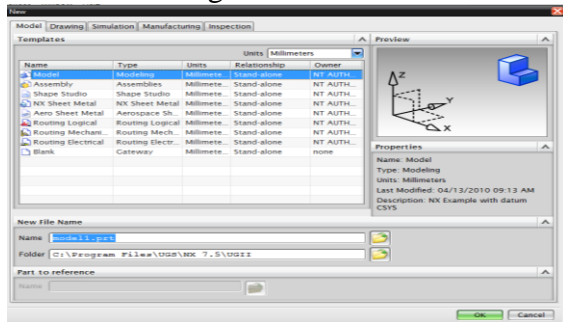 New
Model Drawing Simulation Manufacturing Inspection
Templates
Units Millimeters
Name Type Units Relationship Owner
Model Modeling Millimete... Stand-alone NT AUTH...
Assembly Assemblies Millimete... Stand-alone NT AUTH...
Shape Studio Shape Studio Millimete... Stand-alone NT AUTH...
NX Sheet Metal NX Sheet Metal Millimete... Stand-alone NT AUTH...
Aero Sheet Metal Aerospace Sh... Millimete... Stand-alone NT AUTH...
Routing Logical Routing Logical Millimete... Stand-alone NT AUTH...
Routing Mechani... Routing Mech... Millimete... Stand-alone NT AUTH...
Routing Electrical Routing Electr... Millimete... Stand-alone NT AUTH...
Blank Gateway Millimete... Stand-alone none
Preview
Z
Y
X
Properties
Name: Model
Type: Modeling
Units: Millimeters
Last Modified: 04/13/2010 09:13 AM
Description: NX Example with datum
CSYS
New File Name
Name model1.prt
Folder C:\Program Files\UGS\NX 7.5\UGII
Part to reference
Name
OK Cancel